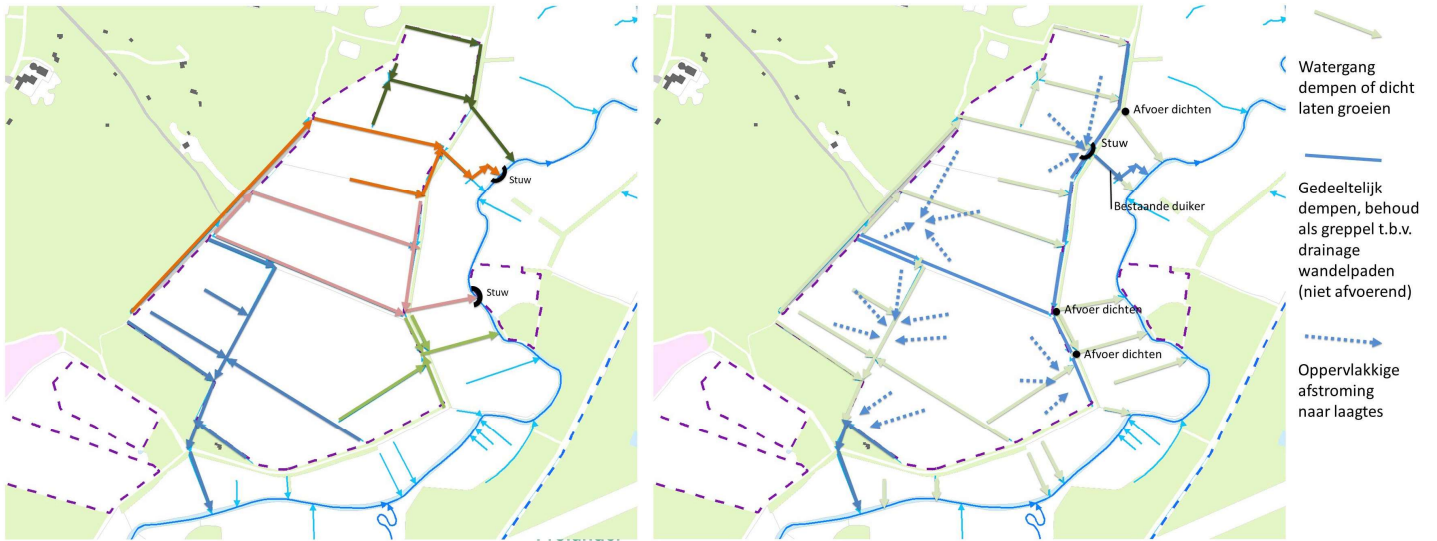 Stuw
Stuw
Afvoer dichten
Stuw
Bestaande duiker
Afvoer dichten
Afvoer dichten
Watergang
dempen of dicht
laten groeien
Gedeeltelijk
dempen, behoud
als greppel t.b.v.
drainage
wandelpaden
(niet afvoerend)
Oppervlakkige
afstroming
naar laagtes